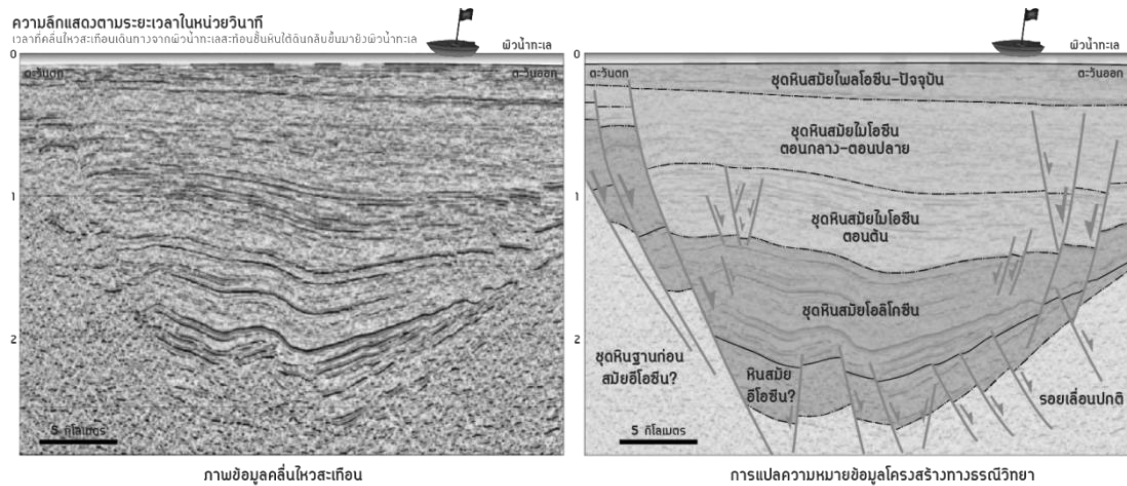 ความลึกแสดงตามระยะเวลาในหน่วยวินาที
เวลาที่คลื่นไหวสะเทือนเดินทางจากผิวน้ำทะเลสะท้อนชั้นหินใต้ดินกลับขึ้นมายังผิวน้ำทะเล
ผิวน้ำทะเล
0
ตะวันตก
ตะวันออก
1
2
5 กิโลเมตร
ภาพข้อมูลคลื่นไหวสะเทือน
ผิวน้ำทะเล
0
ตะวันตก
ตะวันออก
ชุดหินสมัยไพลโอซีน-ปัจจุบัน
ชุดหินสมัยไมโอซีน
ตอนกลาง-ตอนปลาย
1
ชุดหินสมัยไมโอซีน
ตอนต้น
ชุดหินสมัยโอลิโกซีน
2
ชุดหินฐานก่อน
สมัยอีโอซีน?
หินสมัย
อีโอซีน?
รอยเลื่อนปกติ
5 กิโลเมตร
การแปลความหมายข้อมูลโครงสร้างทางธรณีวิทยา